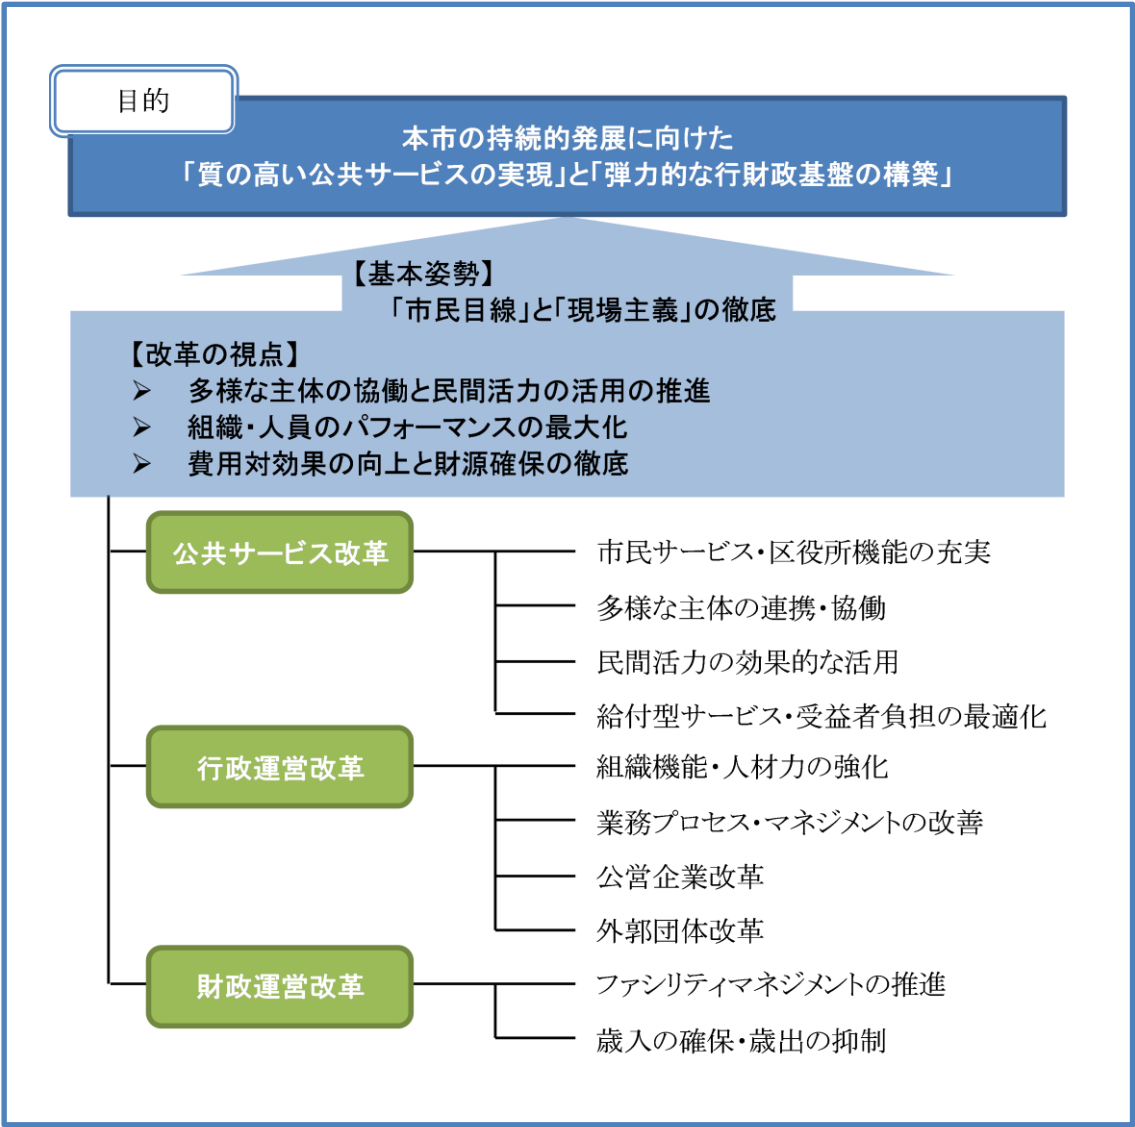 目的
本市の持続的発展に向けた
「質の高い公共サービスの実現」と「弾力的な行財政基盤の構築」
【基本姿勢】
「市民目線」と「現場主義」の徹底
【改革の視点】
➢ 多様な主体の協働と民間活力の活用の推進
➢ 組織・人員のパフォーマンスの最大化
➢ 費用対効果の向上と財源確保の徹底
公共サービス改革
市民サービス・区役所機能の充実
多様な主体の連携・協働
民間活力の効果的な活用
給付型サービス・受益者負担の最適化
行政運営改革
組織機能・人材力の強化
業務プロセス・マネジメントの改善
公営企業改革
外郭団体改革
財政運営改革
ファシリティマネジメントの推進
歳入の確保・歳出の抑制